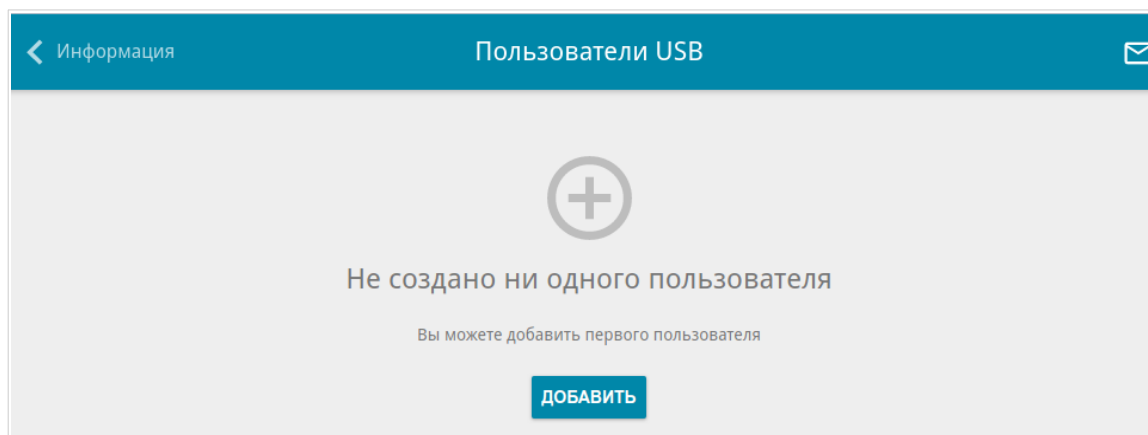 Информация
Пользователи USB
Не создано ни одного пользователя
Вы можете добавить первого пользователя
ДОБАВИТЬ